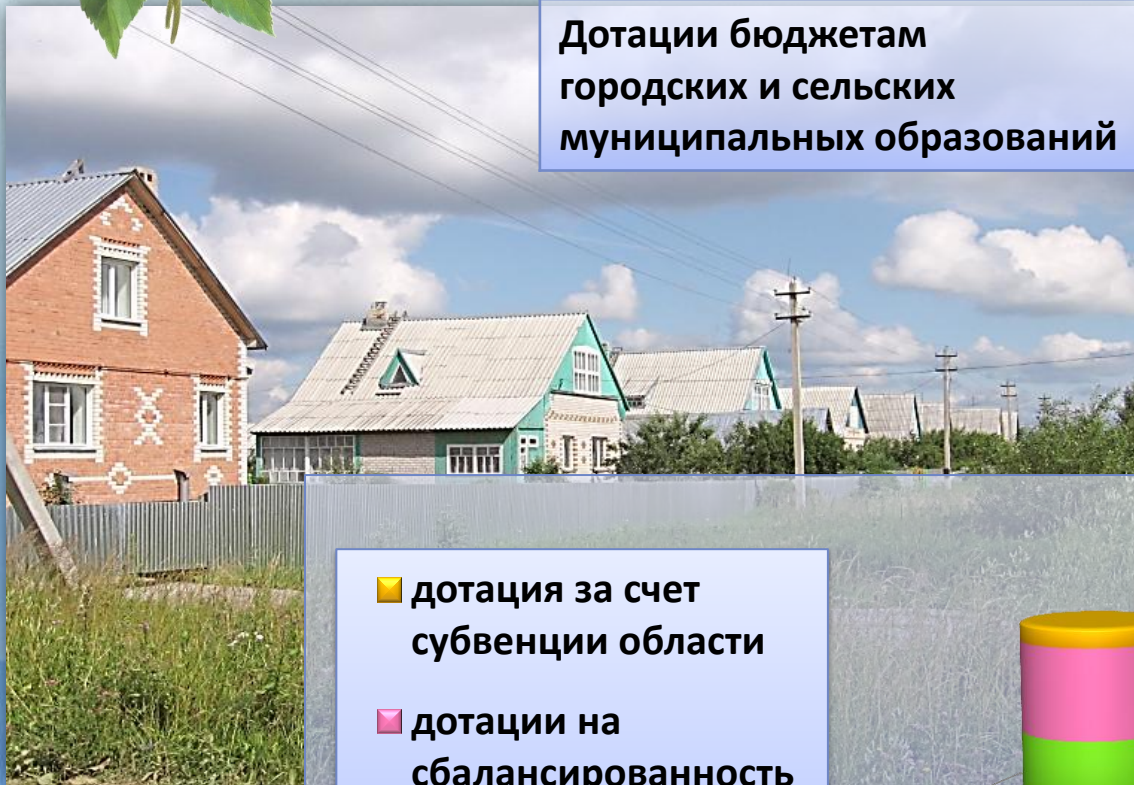 Дотации бюджетам
городских и сельских
муниципальных образований
дотация за счет
субвенции области
дотации на
сбалансированность